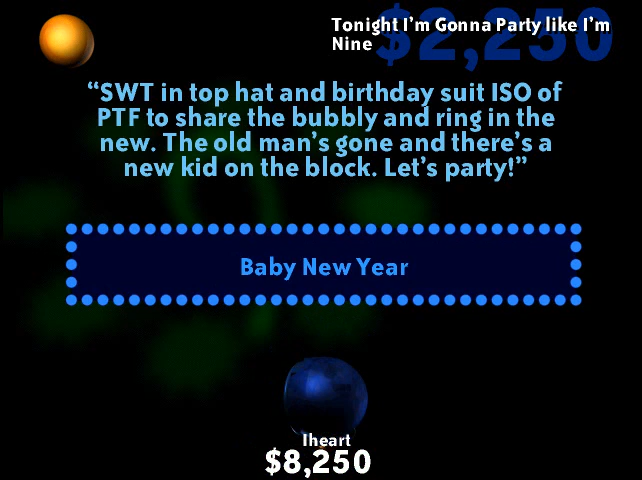 Tonight I'm Gonna Party like I'm
Nine
$2,250
"SWT in top hat and birthday suit ISO of
PTF to share the bubbly and ring in the
new. The old man's gone and there's a
new kid on the block. Let's party!"
Baby New Year
Iheart
$8,250